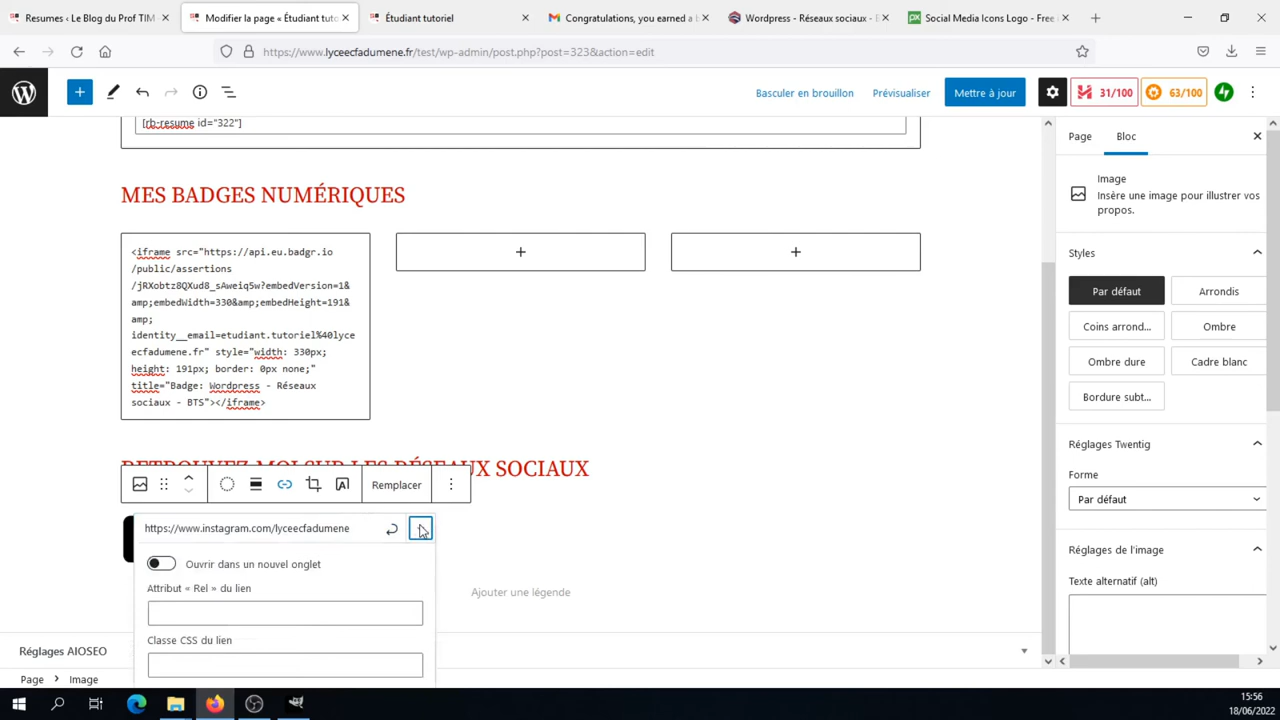 Resumes ‹ Le Blog du Prof TIM
Modifier la page « Étudiant tuto
Étudiant tutoriel
Congratulations, you earned a b
Wordpress - Réseaux sociaux - B
Social Media Icons Logo - Free
https://www.lyceecfadumene.fr/test/wp-admin/post.php?post=323&action=edit
Basculer en brouillon
Prévisualiser
Mettre à jour
31/100
63/100
[rb-resume id="322"]
Page
Bloc
Image
Insère une image pour illustrer vos
propos.
MES BADGES NUMÉRIQUES
<iframe src="https://api.eu.badgr.io
/public/assertions
/jRXobtz8QXud8_sAweiq5w?embedVersion=1&
amp;embedWidth=330&amp;embedHeight=191&
amp;
identity__email=etudiant.tutoriel%40lyce
ecfadumene.fr" style="width: 330px;
height: 191px; border: 0px none;"
title="Badge: Wordpress - Réseaux
sociaux - BTS"></iframe>
Styles
Par défaut
Arrondis
Coins arrond...
Ombre
Ombre dure
Cadre blanc
Bordure subt...
Réglages Twentig
Forme
Par défaut
RETROUVEZ MOI SUR LES RÉSEAUX SOCIAUX
Remplacer
https://www.instagram.com/lyceecfadumene
Ouvrir dans un nouvel onglet
Attribut « Rel » du lien
Classe CSS du lien
Ajouter une légende
Réglages de l'image
Texte alternatif (alt)
Réglages AIOSEO
Page
Image
15:56
18/06/2022